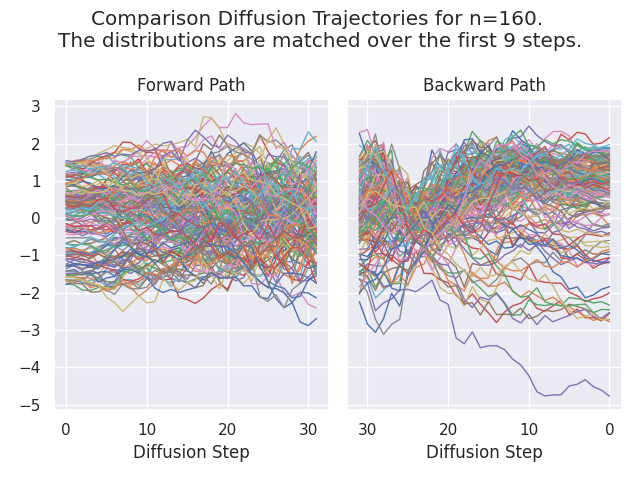 Comparison Diffusion Trajectories for n=160.
The distributions are matched over the first 9 steps.
Forward Path
Backward Path
3
2
1
0
−1
−2
−3
−4
−5
0 10 20 30
30 20 10 0
Diffusion Step
Diffusion Step